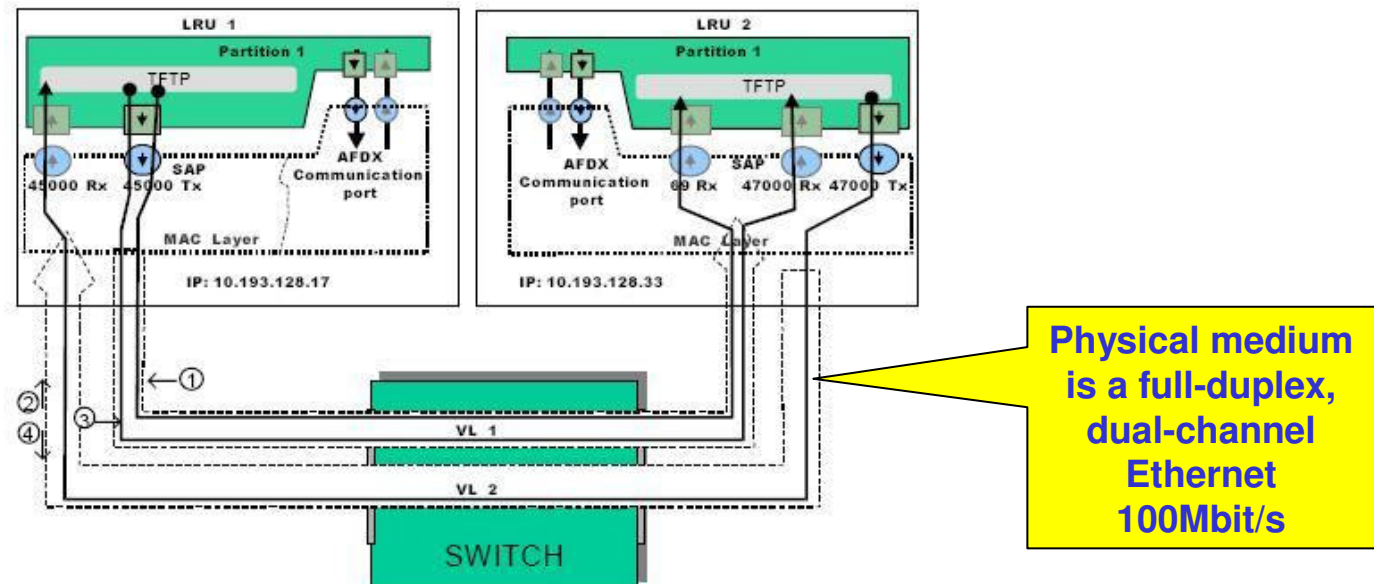 LRU 1
Partition 1
TFTP
SAP
45000 Rx 45000 Tx
AFDX
Communication
port
MAC Layer
IP: 10.193.128.17
LRU 2
Partition 1
TFTP
AFDX
Communication
port
SAP
69 Rx 47000 Rx 47000 Tx
MAC Layer
IP: 10.193.128.33
①
②
③
④
VL 1
VL 2
SWITCH
Physical medium
is a full-duplex,
dual-channel
Ethernet
100Mbit/s